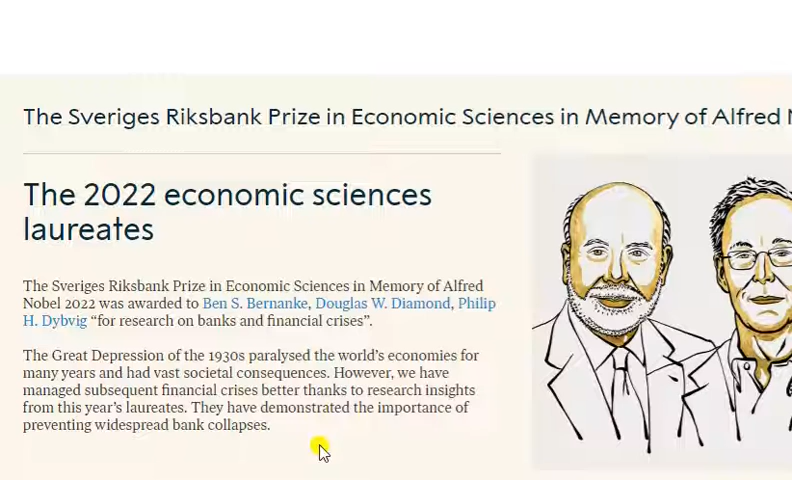 The Sveriges Riksbank Prize in Economic Sciences in Memory of Alfred
The 2022 economic sciences
laureates
The Sveriges Riksbank Prize in Economic Sciences in Memory of Alfred
Nobel 2022 was awarded to Ben S. Bernanke, Douglas W. Diamond, Philip
H. Dybvig “for research on banks and financial crises”.
The Great Depression of the 1930s paralysed the world’s economies for
many years and had vast societal consequences. However, we have
managed subsequent financial crises better thanks to research insights
from this year’s laureates. They have demonstrated the importance of
preventing widespread bank collapses.